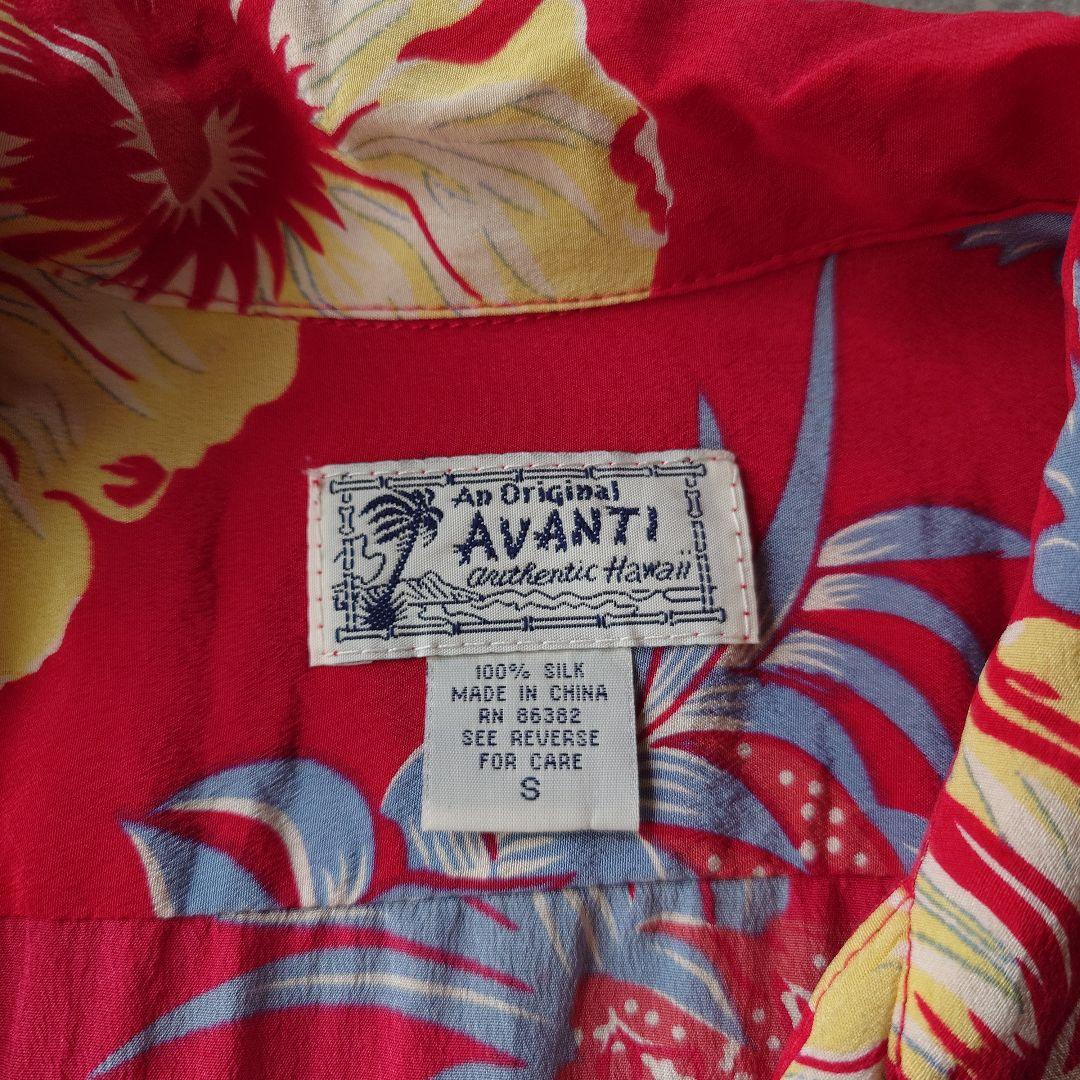 An Original
AVANTI
authentic Hawaii
100% SILK
MADE IN CHINA
RN 86382
SEE REVERSE
FOR CARE
S